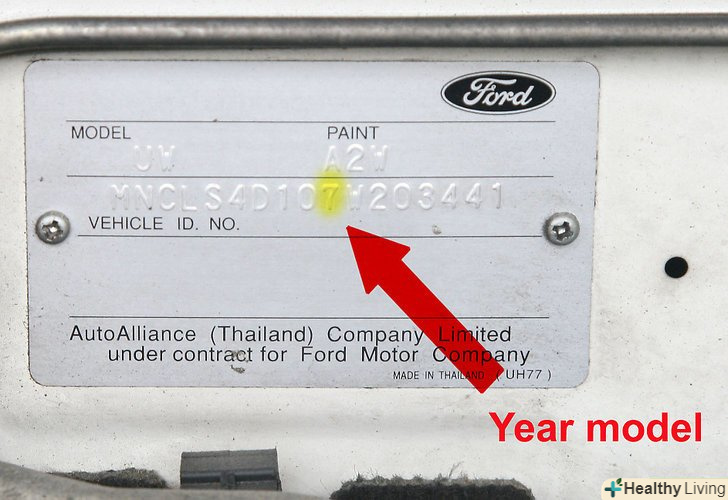 Ford
MODEL PAINT
UW A2W
MNCLS4D107W203441
VEHICLE ID. NO.
AutoAlliance (Thailand) Company Limited
under contract for Ford Motor Company
MADE IN THAILAND (UH77)
Year model
Healthy Living